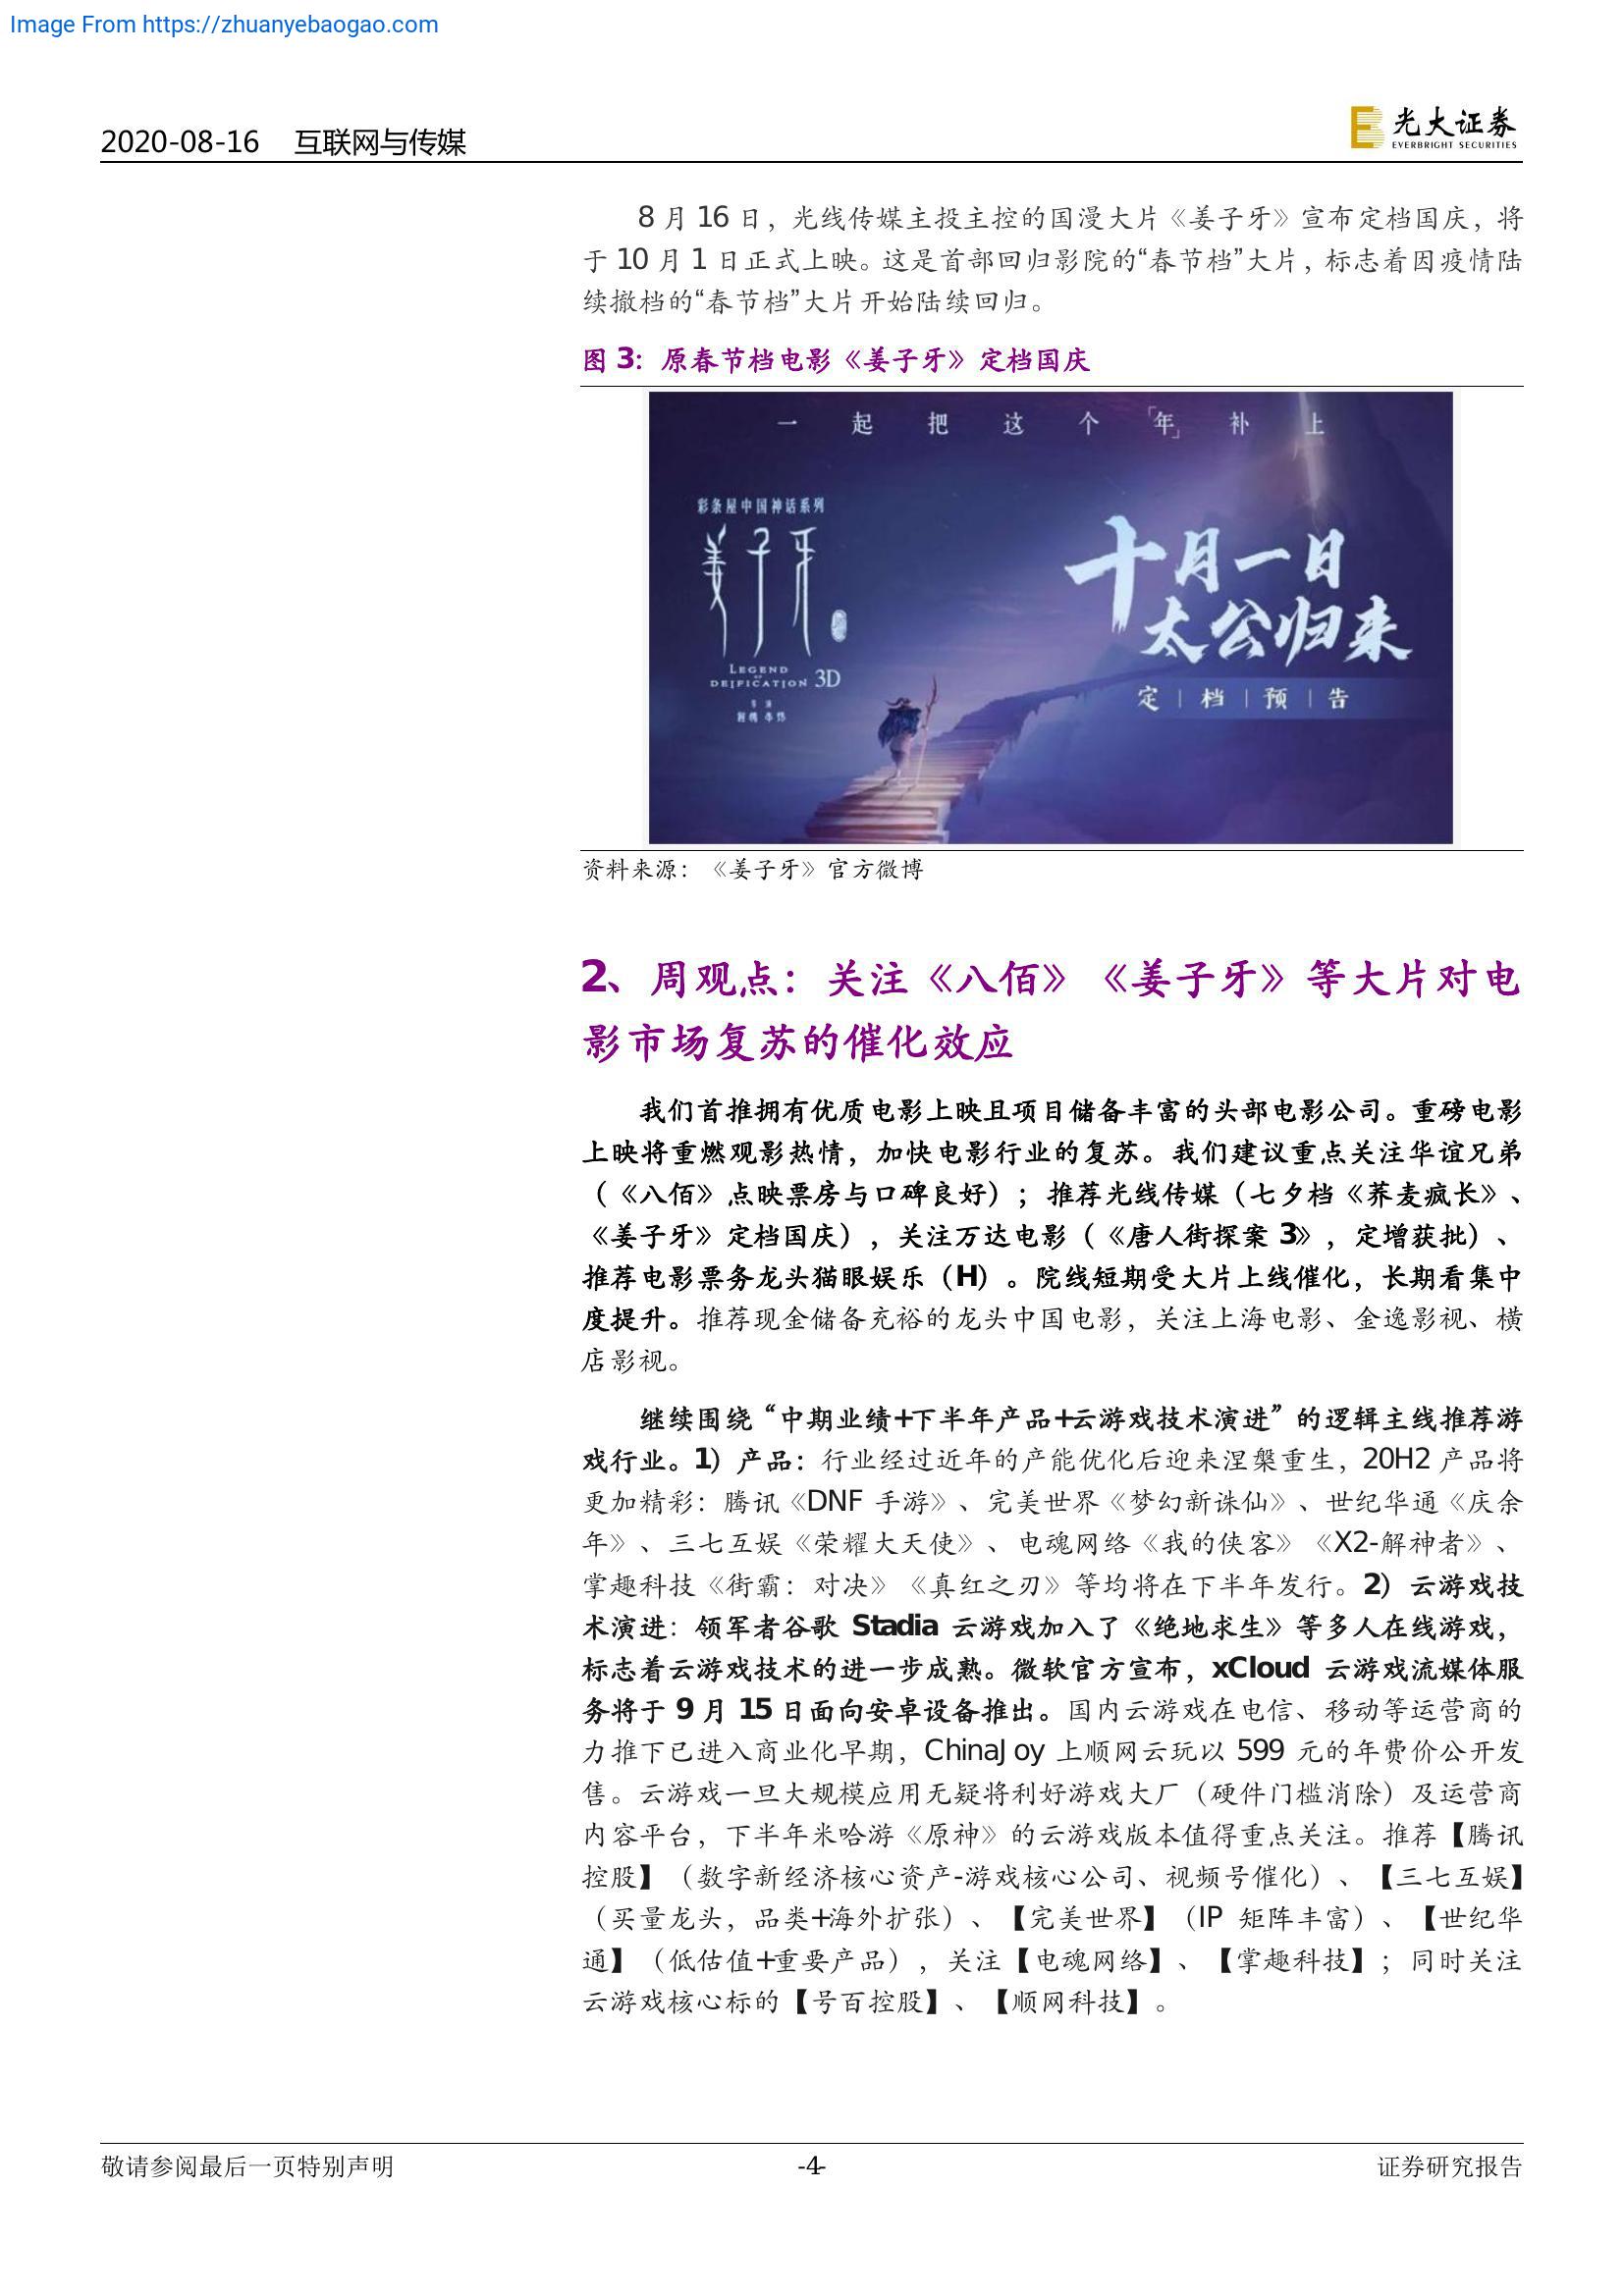 Image From https://zhuanyebaogao.com
2020-08-16 互联网与传媒
光大证券
EVERBRIGHT SECURITIES
8 月 16 日，光线传媒主投主控的国漫大片《姜子牙》宣布定档国庆，将
于 10 月 1 日正式上映。这是首部回归影院的“春节档”大片，标志着因疫情陆
续撤档的“春节档”大片开始陆续回归。
图 3：原春节档电影《姜子牙》定档国庆
一起把这个「年」补上
彩条屋中国神话系列
姜子牙
十月一日
太公归来
LEGEND
OF
DEIFICATION 3D
定|档|预|告
导演
资料来源：《姜子牙》官方微博
2、周观点：关注《八佰》《姜子牙》等大片对电
影市场复苏的催化效应
我们首推拥有优质电影上映且项目储备丰富的头部电影公司。重磅电影
上映将重燃观影热情，加快电影行业的复苏。我们建议重点关注华谊兄弟
（《八佰》点映票房与口碑良好）；推荐光线传媒（七夕档《荞麦疯长》、
《姜子牙》定档国庆），关注万达电影（《唐人街探案 3》，定增获批）、
推荐电影票务龙头猫眼娱乐（H）。院线短期受大片上线催化，长期看集中
度提升。推荐现金储备充裕的龙头中国电影，关注上海电影、金逸影视、横
店影视。
继续围绕“中期业绩+下半年产品+云游戏技术演进”的逻辑主线推荐游
戏行业。1）产品：行业经过近年的产能优化后迎来涅槃重生，20H2 产品将
更加精彩：腾讯《DNF 手游》、完美世界《梦幻新诛仙》、世纪华通《庆余
年》、三七互娱《荣耀大天使》、电魂网络《我的侠客》《X2-解神者》、
掌趣科技《街霸：对决》《真红之刃》等均将在下半年发行。2）云游戏技
术演进：领军者谷歌 Stadia 云游戏加入了《绝地求生》等多人在线游戏，
标志着云游戏技术的进一步成熟。微软官方宣布，xCloud 云游戏流媒体服
务将于 9 月 15 日面向安卓设备推出。国内云游戏在电信、移动等运营商的
力推下已进入商业化早期，ChinaJoy 上顺网云玩以 599 元的年费价公开发
售。云游戏一旦大规模应用无疑将利好游戏大厂（硬件门槛消除）及运营商
内容平台，下半年米哈游《原神》的云游戏版本值得重点关注。推荐【腾讯
控股】（数字新经济核心资产-游戏核心公司、视频号催化）、【三七互娱】
（买量龙头，品类+海外扩张）、【完美世界】（IP 矩阵丰富）、【世纪华
通】（低估值+重要产品），关注【电魂网络】、【掌趣科技】；同时关注
云游戏核心标的【号百控股】、【顺网科技】。
敬请参阅最后一页特别声明
-4-
证券研究报告